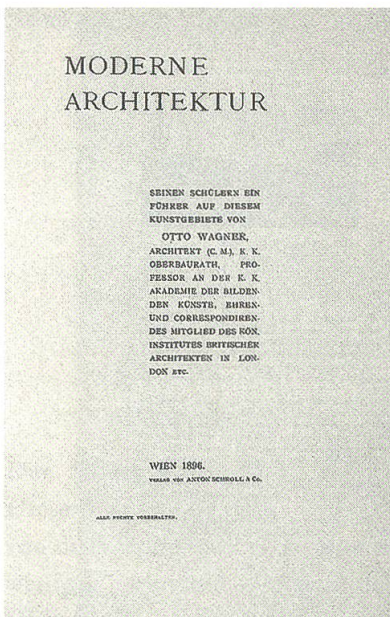 MODERNE
ARCHITEKTUR
SEINEN SCHÜLERN EIN
FÜHRER AUF DIESEM
KUNSTGEBIETE VON
OTTO WAGNER,
ARCHITEKT (C. M.), K. K.
OBERBAURATH, PRO-
FESSOR AN DER K. K.
AKADEMIE DER BILDEN-
DEN KÜNSTE, EHREN-
UND CORRESPONDIREN-
DES MITGLIED DES KÖN.
INSTITUTES BRITISCHER
ARCHITEKTEN IN LON-
DON ETC.
WIEN 1896.
VERLAG VON ANTON SCHROLL & Co.
ALLE RECHTE VORBEHALTEN.